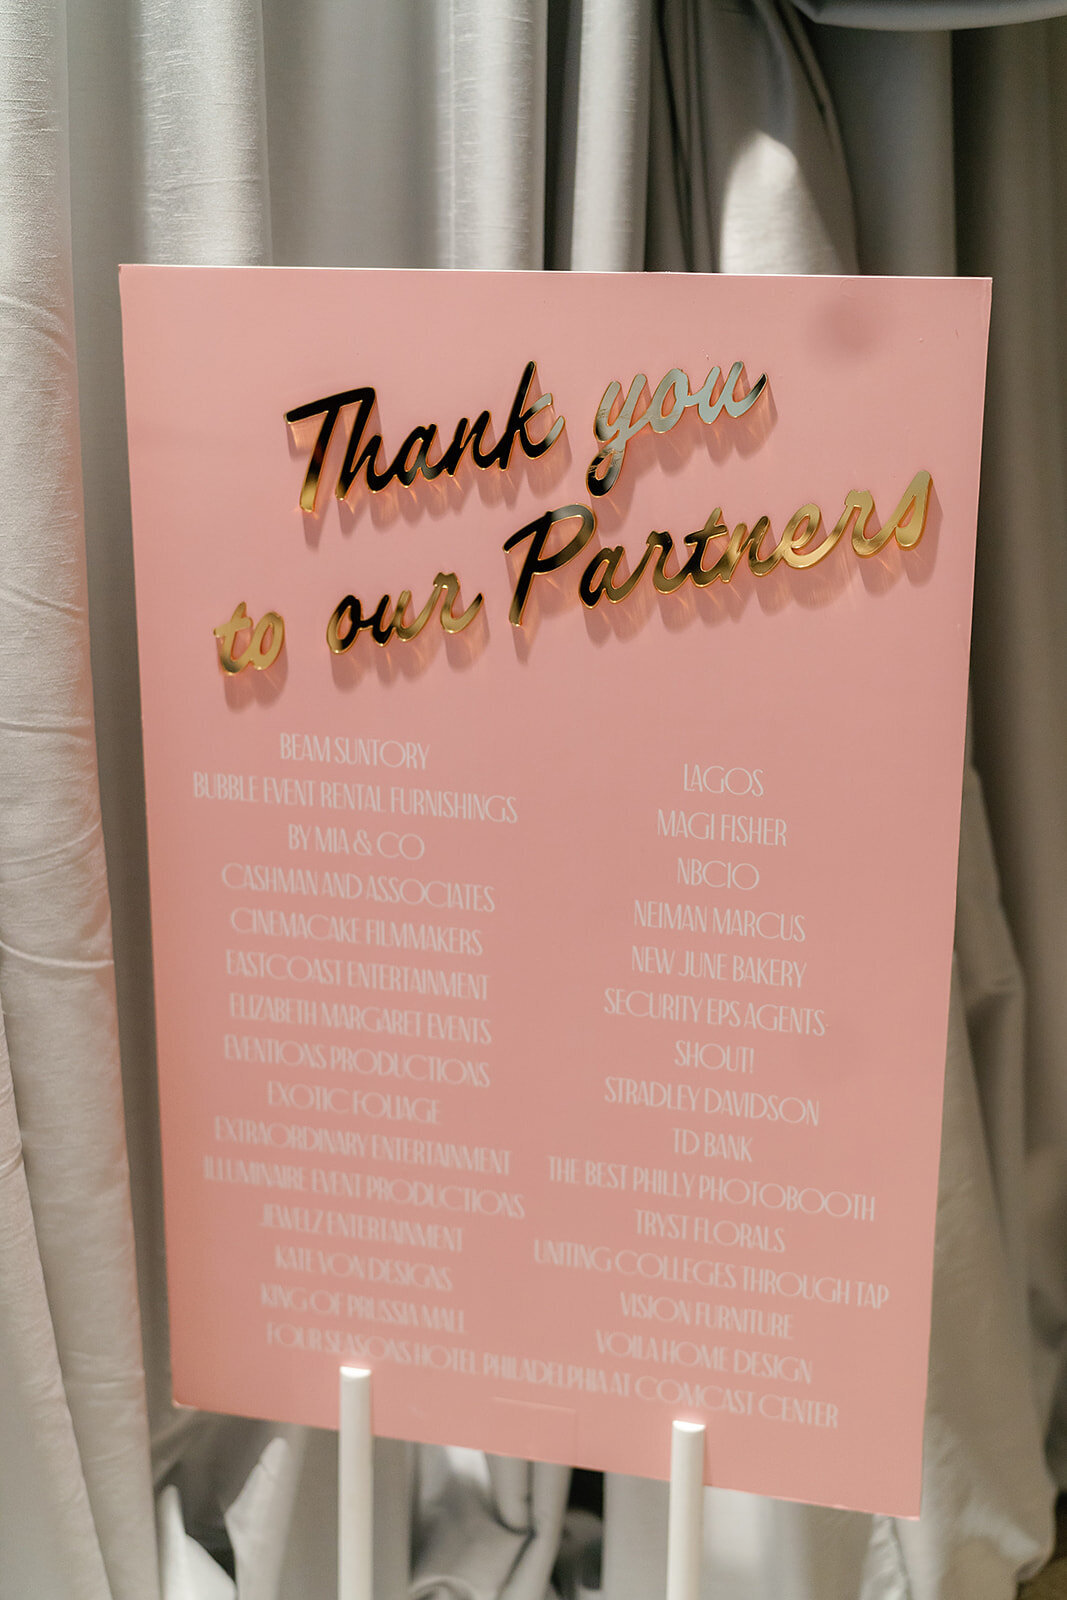 Thank you
to our Partners
BEAM SUNTORY
BUBBLE EVENT RENTAL FURNISHINGS
BY MIA & CO
CASHMAN AND ASSOCIATES
CINEMACAKE FILMMAKERS
EASTCOAST ENTERTAINMENT
ELIZABETH MARGARET EVENTS
EVENTIONS PRODUCTIONS
EXOTIC FOLIAGE
EXTRAORDINARY ENTERTAINMENT
ILLUMINAIRE EVENT PRODUCTIONS
JEWELZ ENTERTAINMENT
KATE VON DESIGNS
KING OF PRUSSIA MALL
LAGOS
MAGI FISHER
NBC10
NEIMAN MARCUS
NEW JUNE BAKERY
SECURITY EPS AGENTS
SHOUT!
STRADLEY DAVIDSON
TD BANK
THE BEST PHILLY PHOTOBOOTH
TRYST FLORALS
UNITING COLLEGES THROUGH TAP
VISION FURNITURE
VOILA HOME DESIGN
FOUR SEASONS HOTEL PHILADELPHIA AT COMCAST CENTER